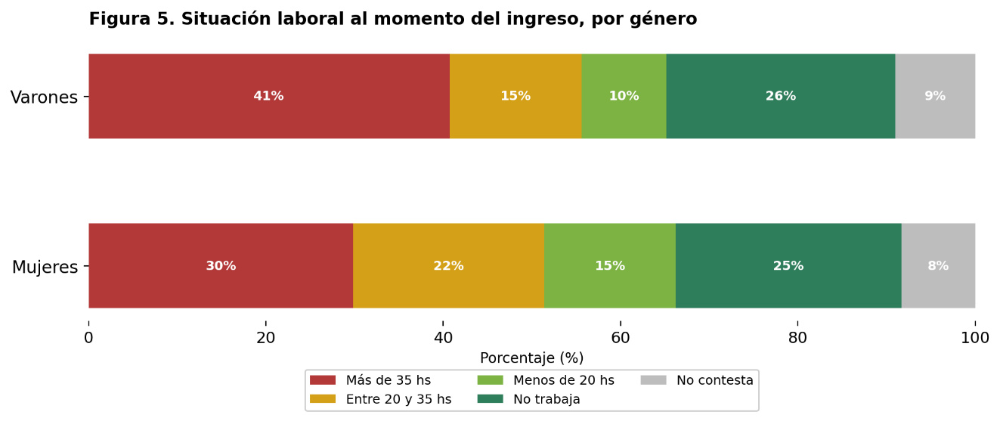 Figura 5. Situación laboral al momento del ingreso, por género
Varones
41%
15%
10%
26%
9%
Mujeres
30%
22%
15%
25%
8%
0
20
40
60
80
100
Porcentaje (%)
Más de 35 hs
Entre 20 y 35 hs
Menos de 20 hs
No trabaja
No contesta